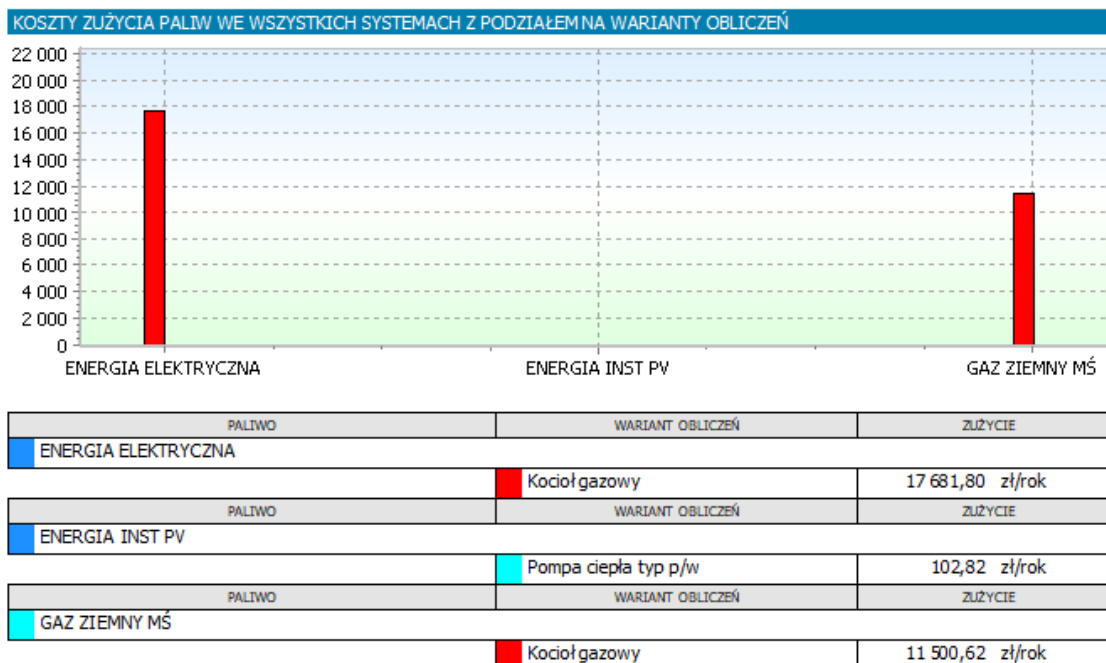 KOSZTY ZUŻYCIA PALIW WE WSZYSTKICH SYSTEMACH Z PODZIAŁEM NA WARIANTY OBLICZEŃ
22 000
20 000
18 000
16 000
14 000
12 000
10 000
8 000
6 000
4 000
2 000
0
ENERGIA ELEKTRYCZNA ENERGIA INST PV GAZ ZIEMNY MŚ
PALIWO WARIANT OBLICZEŃ ZUŻYCIE
ENERGIA ELEKTRYCZNA
Kocioł gazowy 17 681,80 zł/rok
PALIWO WARIANT OBLICZEŃ ZUŻYCIE
ENERGIA INST PV
Pompa ciepła typ p/w 102,82 zł/rok
PALIWO WARIANT OBLICZEŃ ZUŻYCIE
GAZ ZIEMNY MŚ
Kocioł gazowy 11 500,62 zł/rok